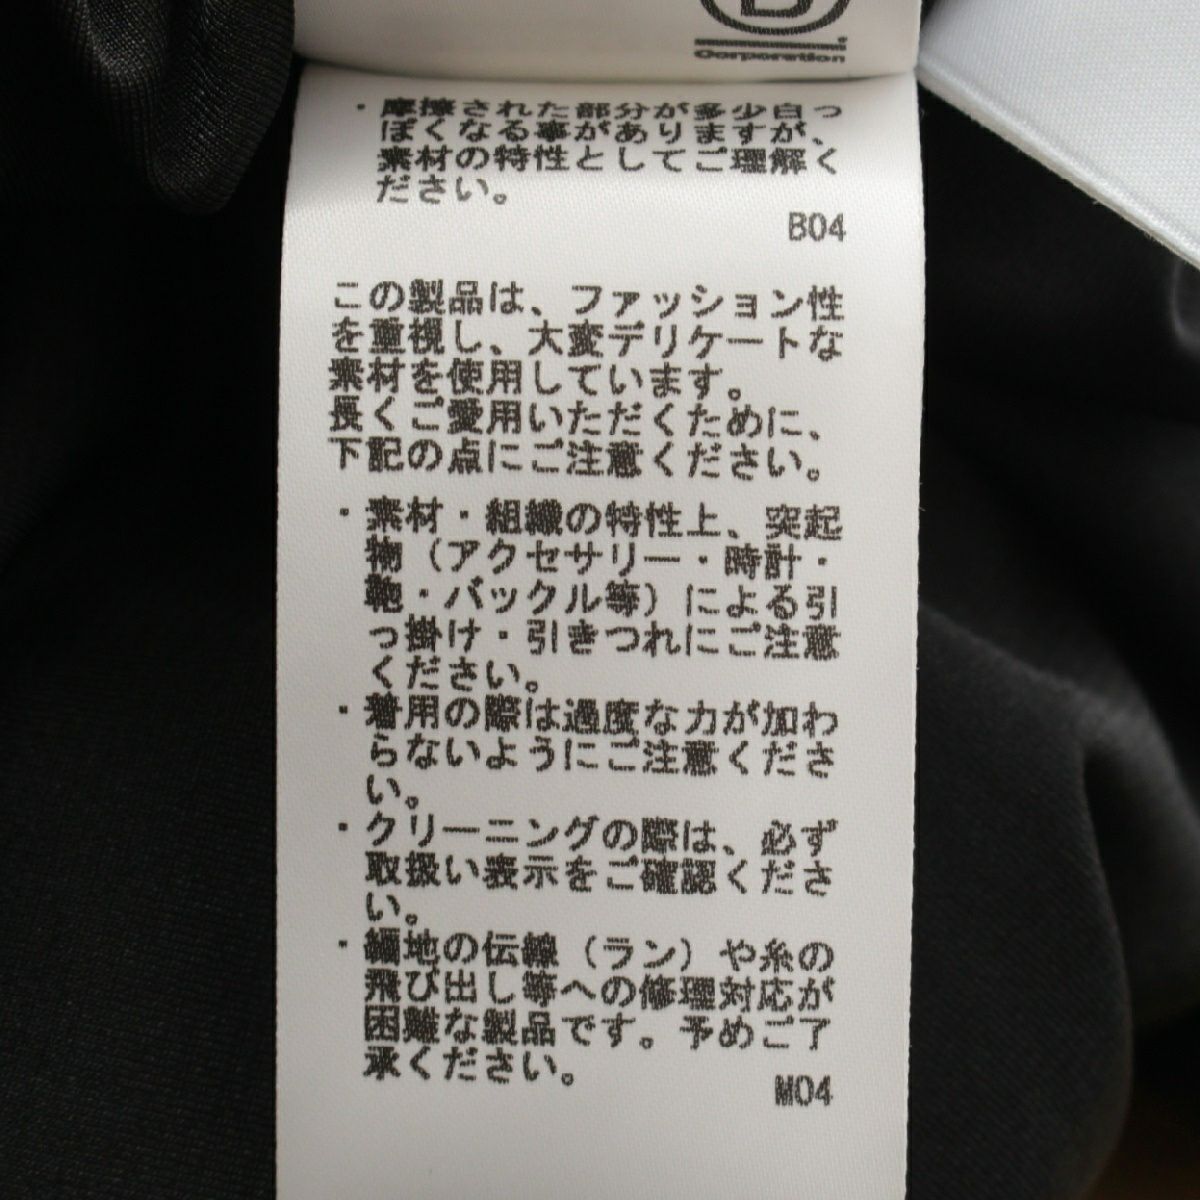 Corporation
・摩擦された部分が多少白っ
ぽくなる事がありますが、
素材の特性としてご理解く
ださい。
B04
この製品は、ファッション性
を重視し、大変デリケートな
素材を使用しています。
長くご愛用いただくために、
下記の点にご注意ください。
・素材・組織の特性上、突起
物（アクセサリー・時計・
鞄・バックル等）による引
っ掛け・引きつれにご注意
ください。
・着用の際は過度な力が加わ
らないようにご注意くださ
い。
・クリーニングの際は、必ず
取扱い表示をご確認くださ
い。
・編地の伝線（ラン）や糸の
飛び出し等への修理対応が
困難な製品です。予めご了
承ください。
M04